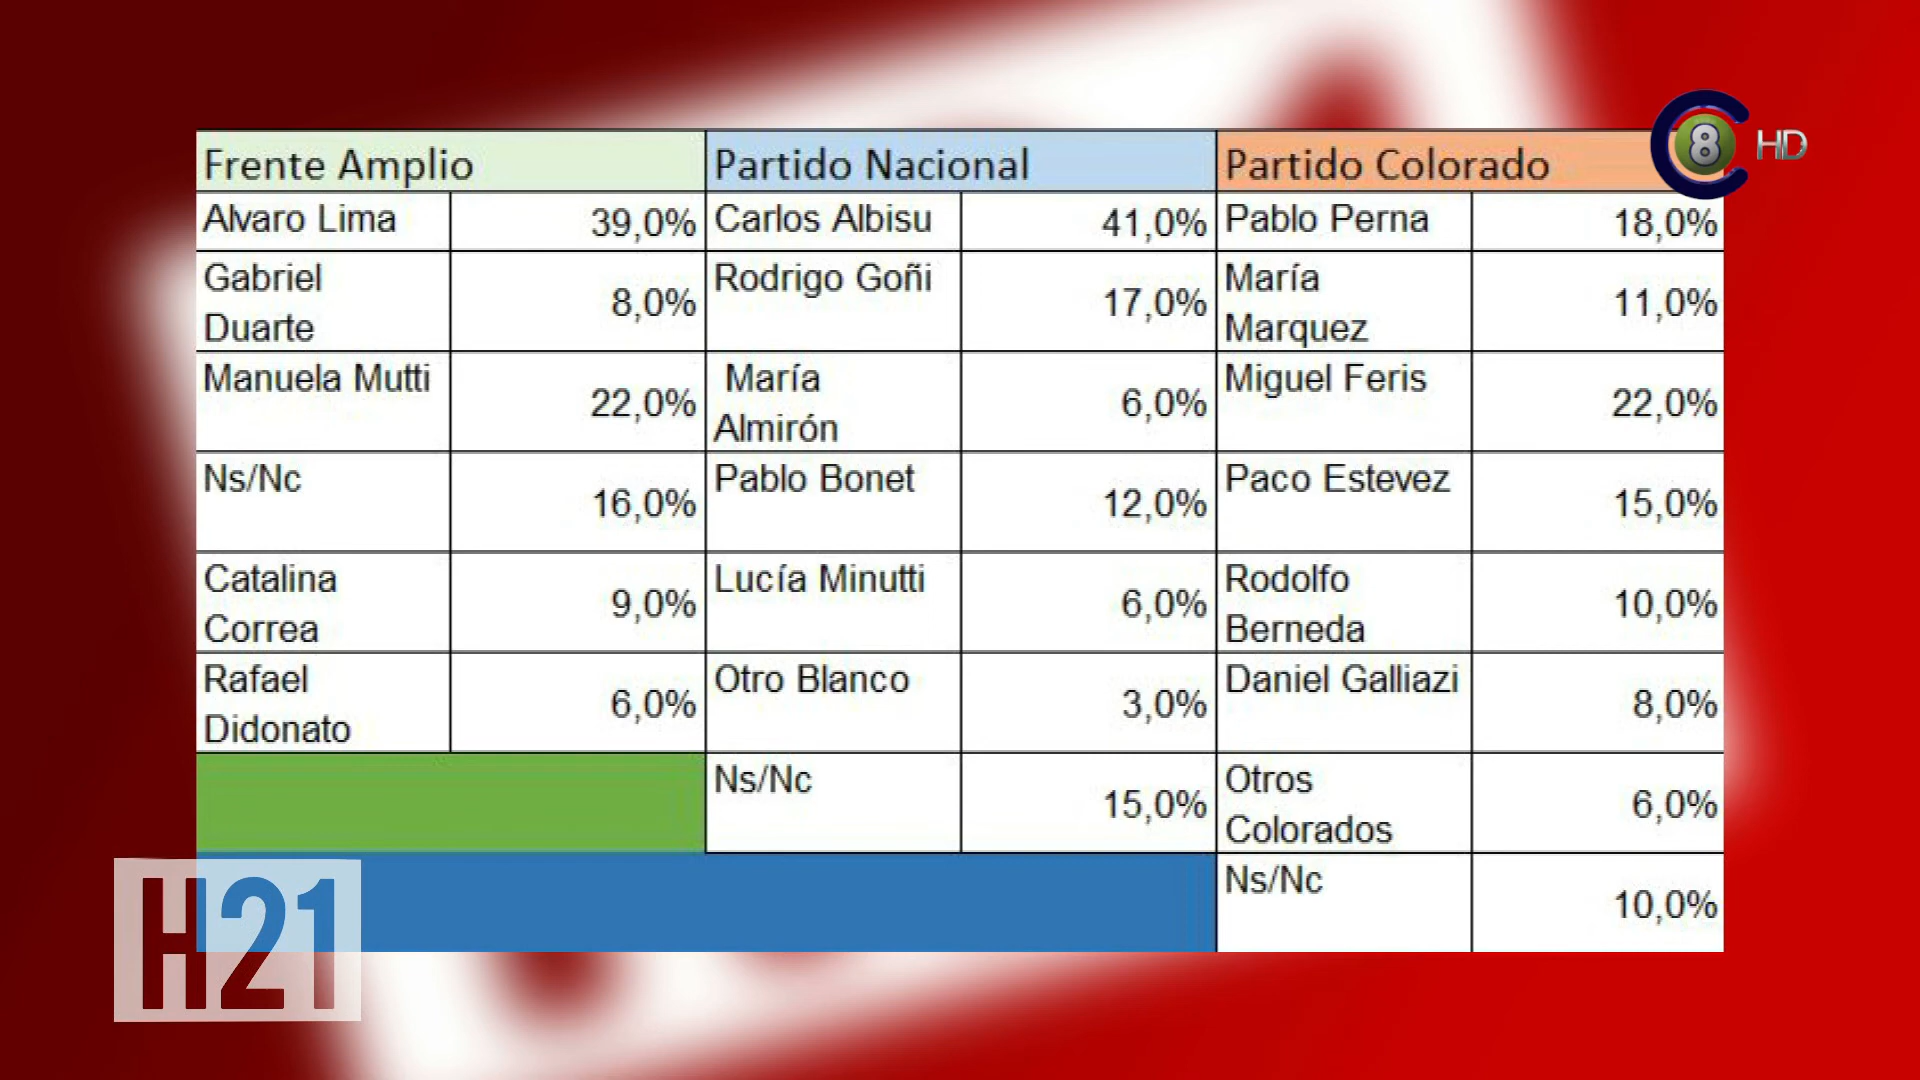 Frente Amplio Partido Nacional Partido Colorado
8 HD
Alvaro Lima 39,0% Carlos Albisu 41,0% Pablo Perna 18,0%
Gabriel
Duarte 8,0% Rodrigo Goñi 17,0% María
Marquez 11,0%
Manuela Mutti 22,0% María
Almirón 6,0% Miguel Feris 22,0%
Ns/Nc 16,0% Pablo Bonet 12,0% Paco Estevez 15,0%
Catalina
Correa 9,0% Lucía Minutti 6,0% Rodolfo
Berneda 10,0%
Rafael
Didonato 6,0% Otro Blanco 3,0% Daniel Galliazi 8,0%
Ns/Nc 15,0% Otros
Colorados 6,0%
Ns/Nc 10,0%
H21